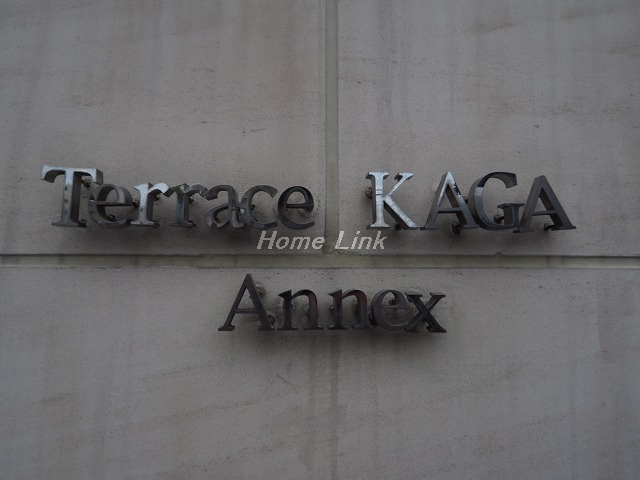 Terrace KAGA
Home Link
Annex